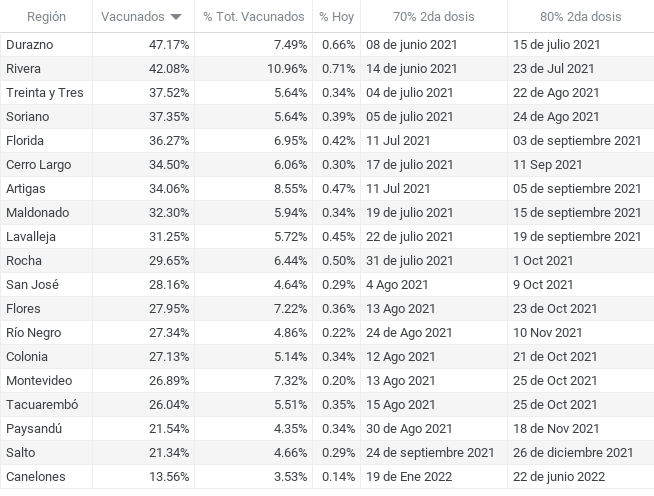 Región Vacunados % Tot. Vacunados % Hoy 70% 2da dosis 80% 2da dosis
Durazno 47.17% 7.49% 0.66% 08 de junio 2021 15 de julio 2021
Rivera 42.08% 10.96% 0.71% 14 de junio 2021 23 de Jul 2021
Treinta y Tres 37.52% 5.64% 0.34% 04 de julio 2021 22 de Ago 2021
Soriano 37.35% 5.64% 0.39% 05 de julio 2021 24 de Ago 2021
Florida 36.27% 6.95% 0.42% 11 Jul 2021 03 de septiembre 2021
Cerro Largo 34.50% 6.06% 0.30% 17 de julio 2021 11 Sep 2021
Artigas 34.06% 8.55% 0.47% 11 Jul 2021 05 de septiembre 2021
Maldonado 32.30% 5.94% 0.34% 19 de julio 2021 15 de septiembre 2021
Lavalleja 31.25% 5.72% 0.45% 22 de julio 2021 19 de septiembre 2021
Rocha 29.65% 6.44% 0.50% 31 de julio 2021 1 Oct 2021
San José 28.16% 4.64% 0.29% 4 Ago 2021 9 Oct 2021
Flores 27.95% 7.22% 0.36% 13 Ago 2021 23 de Oct 2021
Río Negro 27.34% 4.86% 0.22% 24 de Ago 2021 10 Nov 2021
Colonia 27.13% 5.14% 0.34% 12 Ago 2021 21 de Oct 2021
Montevideo 26.89% 7.32% 0.20% 13 Ago 2021 25 de Oct 2021
Tacuarembó 26.04% 5.51% 0.35% 15 Ago 2021 25 de Oct 2021
Paysandú 21.54% 4.35% 0.34% 30 de Ago 2021 18 de Nov 2021
Salto 21.34% 4.66% 0.29% 24 de septiembre 2021 26 de diciembre 2021
Canelones 13.56% 3.53% 0.14% 19 de Ene 2022 22 de junio 2022